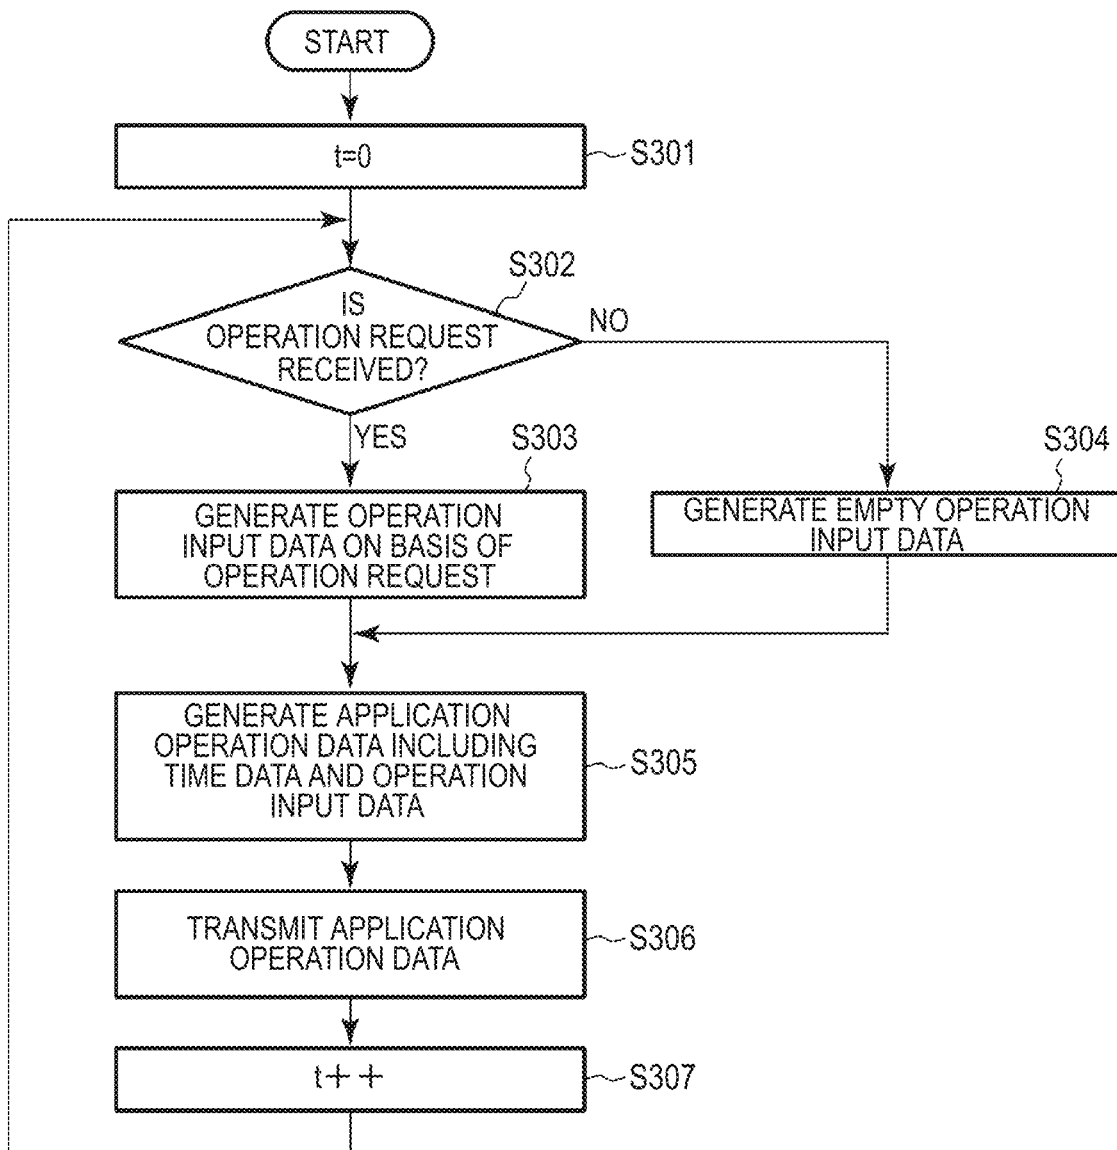 START
t=0
S301
S302
IS
OPERATION REQUEST
RECEIVED?
NO
YES
S303
S304
GENERATE OPERATION
INPUT DATA ON BASIS OF
OPERATION REQUEST
GENERATE EMPTY OPERATION
INPUT DATA
GENERATE APPLICATION
OPERATION DATA INCLUDING
TIME DATA AND OPERATION
INPUT DATA
S305
TRANSMIT APPLICATION
OPERATION DATA
S306
t++
S307